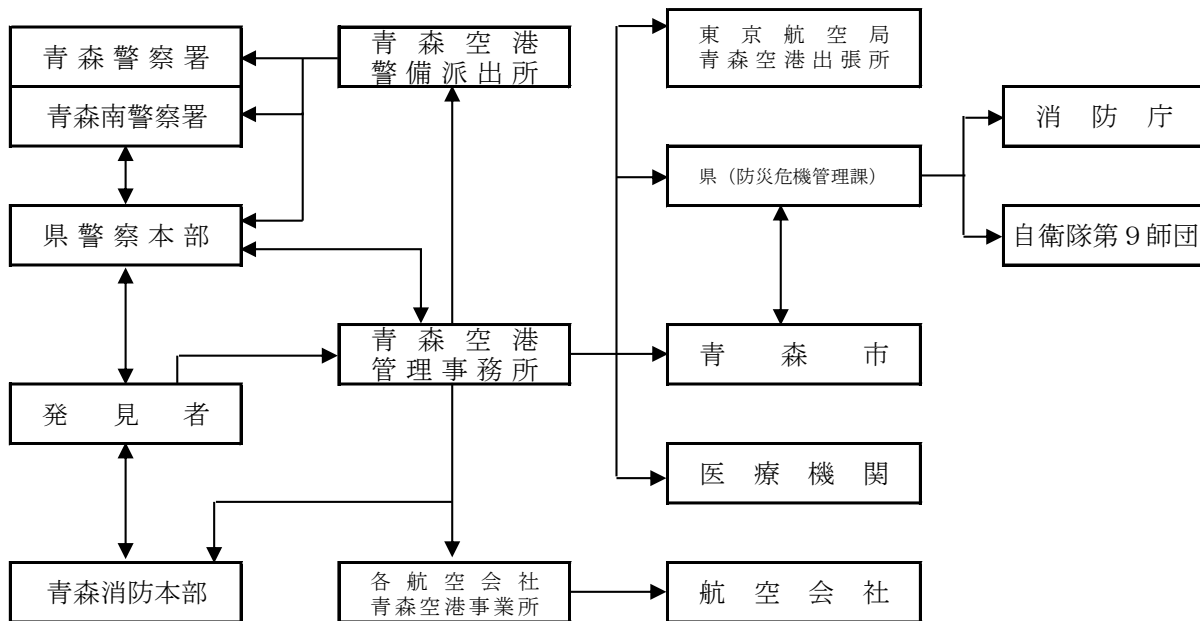 青森警察署
青森南警察署
県警察本部
発見者
青森消防本部
青森空港
警備派出所
青森空港
管理事務所
各航空会社
青森空港事業所
東京航空局
青森空港出張所
県（防災危機管理課）
青森市
医療機関
航空会社
消防庁
自衛隊第９師団